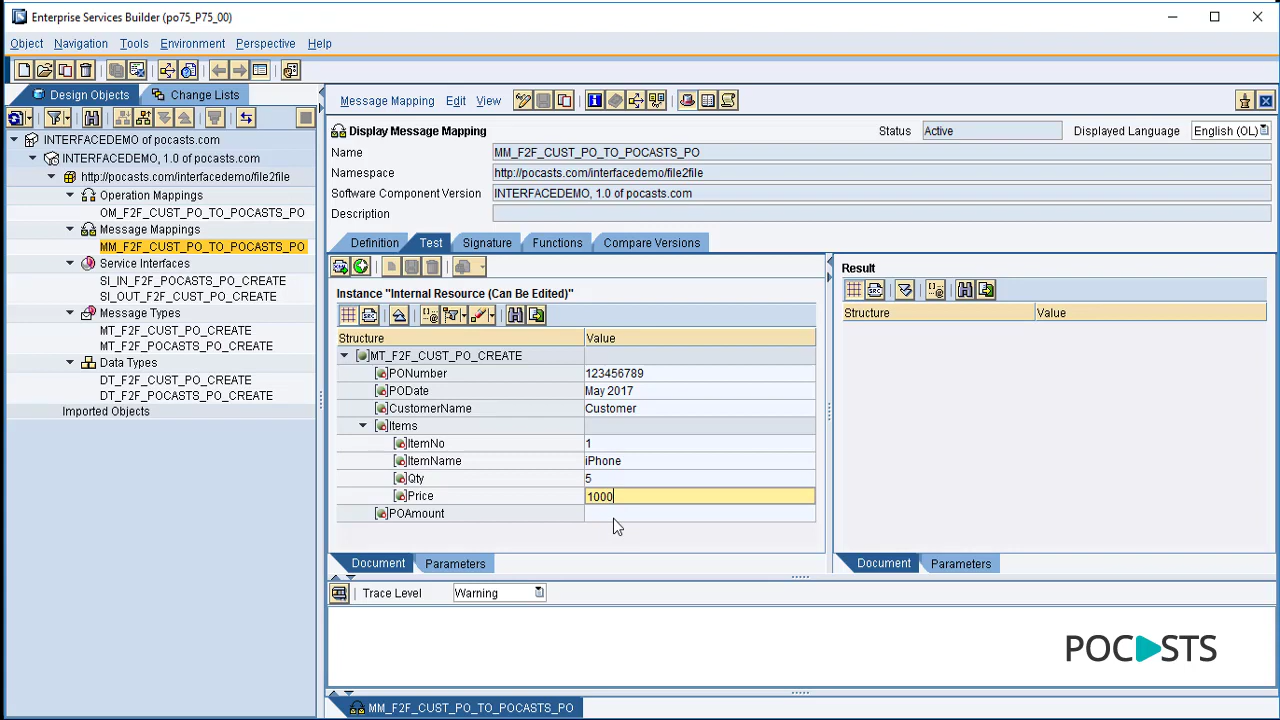 Enterprise Services Builder (po75_P75_00)
Object Navigation Tools Environment Perspective Help
Design Objects Change Lists
INTERFACEDEMO of pocasts.com
INTERFACEDEMO, 1.0 of pocasts.com
http://pocasts.com/interfacedemo/file2file
Operation Mappings
OM_F2F_CUST_PO_TO_POCASTS_PO
Message Mappings
MM_F2F_CUST_PO_TO_POCASTS_PO
Service Interfaces
SI_IN_F2F_POCASTS_PO_CREATE
SI_OUT_F2F_CUST_PO_CREATE
Message Types
MT_F2F_CUST_PO_CREATE
MT_F2F_POCASTS_PO_CREATE
Data Types
DT_F2F_CUST_PO_CREATE
DT_F2F_POCASTS_PO_CREATE
Imported Objects
Message Mapping Edit View
Display Message Mapping Status Active Displayed Language English (OL)
Name MM_F2F_CUST_PO_TO_POCASTS_PO
Namespace http://pocasts.com/interfacedemo/file2file
Software Component Version INTERFACEDEMO, 1.0 of pocasts.com
Description
Definition Test Signature Functions Compare Versions
Instance "Internal Resource (Can Be Edited)"
SRC
Structure Value
MT_F2F_CUST_PO_CREATE
PONumber 123456789
PODate May 2017
CustomerName Customer
Items
ItemNo 1
ItemName iPhone
Qty 5
Price 1000
POAmount
Document Parameters
Result
SRC
Structure Value
Document Parameters
Trace Level Warning
POCASTS
MM_F2F_CUST_PO_TO_POCASTS_PO